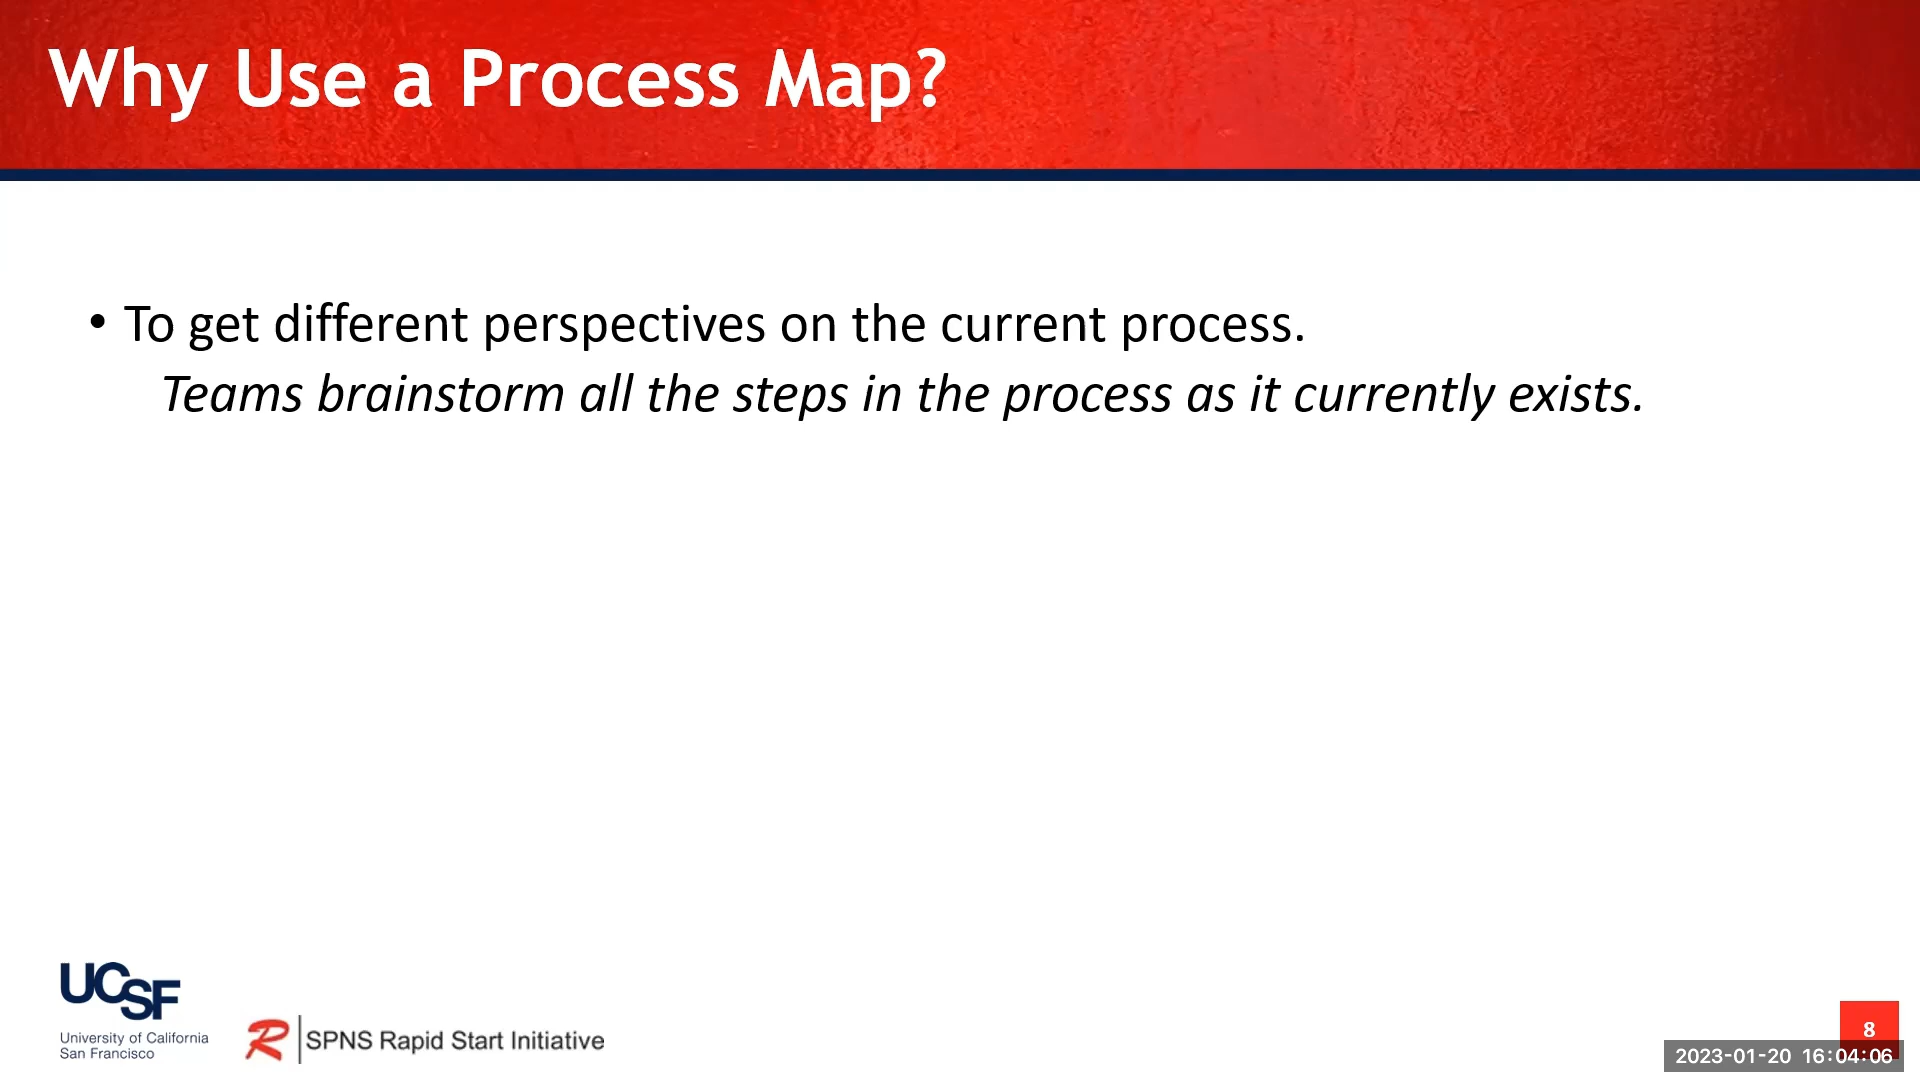 Why Use a Process Map?
• To get different perspectives on the current process.
Teams brainstorm all the steps in the process as it currently exists.
UCSF
University of California
San Francisco
R SPNS Rapid Start Initiative
8
2023-01-20 16:04:06